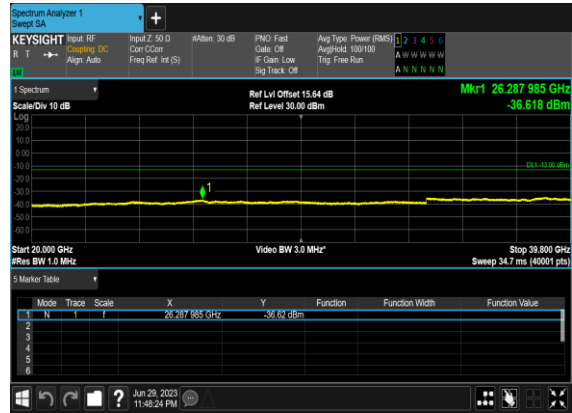 Spectrum Analyzer 1
Swept SA
KEYSIGHT Input: RF Input Z: 50 Ω #Atten: 30 dB PNO: Fast Avg Type: Power (RMS) 1 2 3 4 5 6
R T Coupling: DC Corr CCorr Gate: Off Avg|Hold: 100/100 A W W W W W
Align: Auto Freq Ref: Int (S) IF Gain: Low Trig: Free Run
Sig Track: Off A N N N N N
1 Spectrum Ref Lvl Offset 15.64 dB Mkr1 26.287 985 GHz
Scale/Div 10 dB Ref Level 30.00 dBm -36.618 dBm
Log
20.0
10.0
0.00
-10.0 DL1 -13.00 dBm
-20.0
-30.0 1
-40.0
-50.0
-60.0
Start 20.000 GHz Video BW 3.0 MHz* Stop 39.800 GHz
#Res BW 1.0 MHz Sweep 34.7 ms (40001 pts)
5 Marker Table
Mode Trace Scale X Y Function Function Width Function Value
1 N 1 f 26.287 985 GHz -36.62 dBm
2
3
4
5
6
? Jun 29, 2023
11:48:24 PM